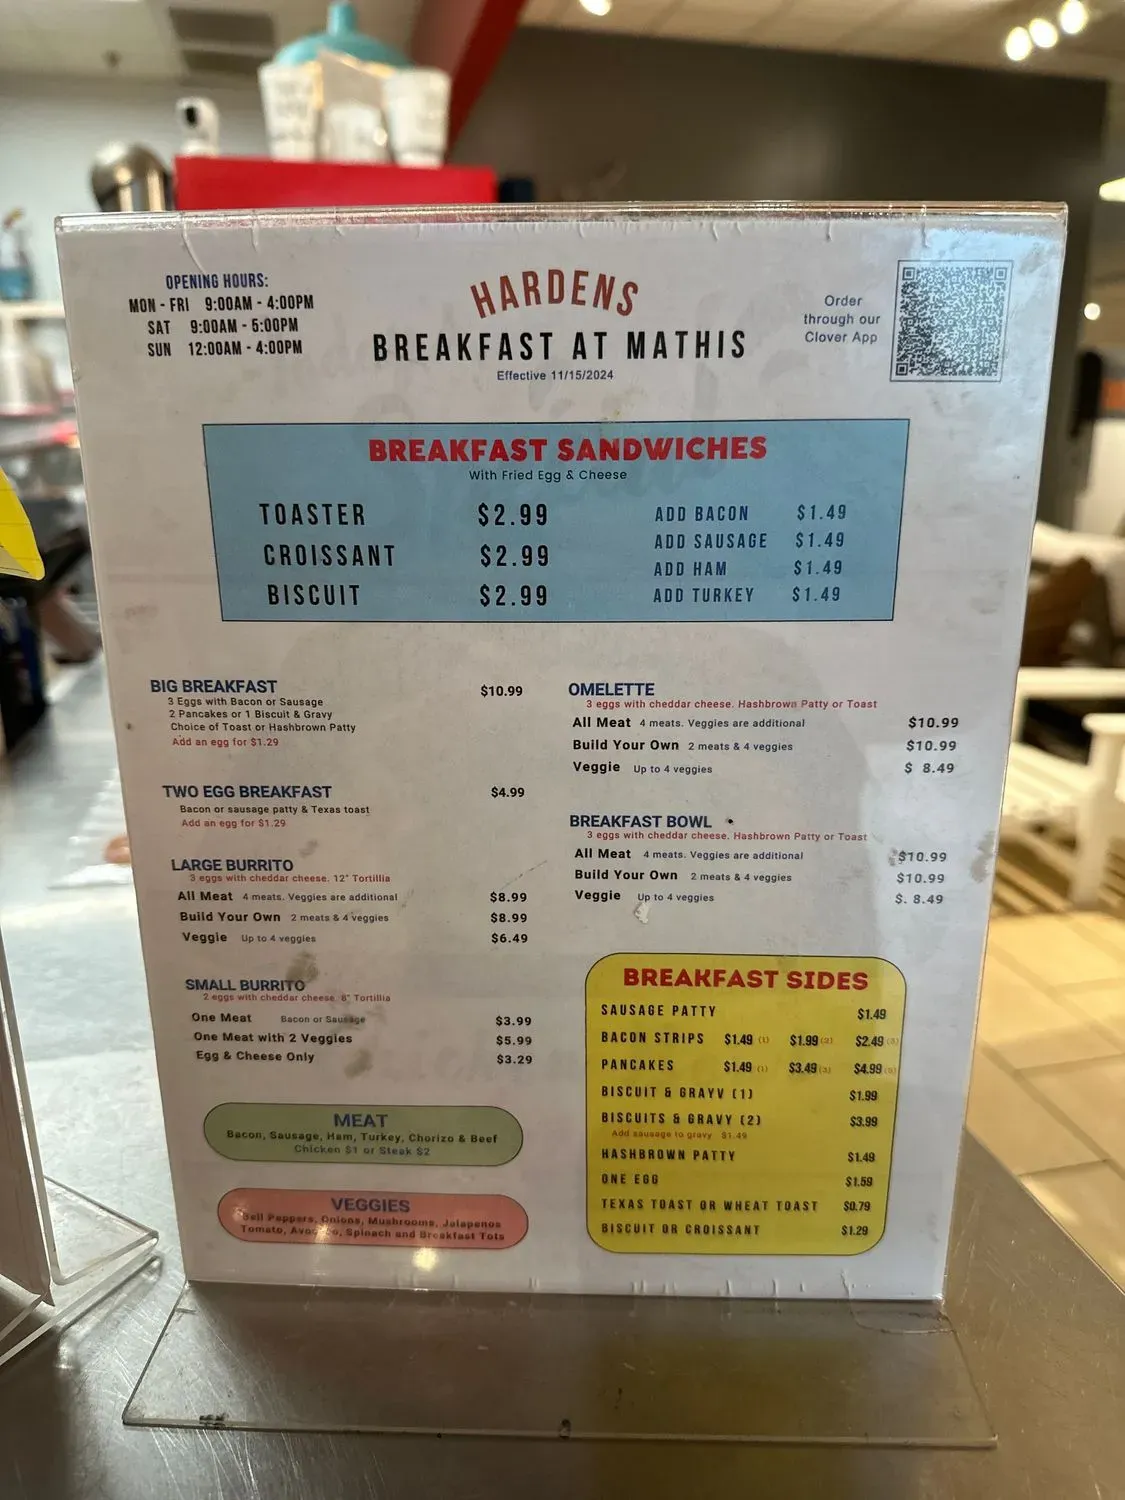 OPENING HOURS:
MON - FRI 9:00AM - 4:00PM
SAT 9:00AM - 5:00PM
SUN 12:00AM - 4:00PM
HARDENS
BREAKFAST AT MATHIS
Effective 11/15/2024
Order
through our
Clover App
BREAKFAST SANDWICHES
With Fried Egg & Cheese
TOASTER $2.99
CROISSANT $2.99
BISCUIT $2.99
ADD BACON $1.49
ADD SAUSAGE $1.49
ADD HAM $1.49
ADD TURKEY $1.49
BIG BREAKFAST $10.99
3 Eggs with Bacon or Sausage
2 Pancakes or 1 Biscuit & Gravy
Choice of Toast or Hashbrown Patty
Add an egg for $1.29
TWO EGG BREAKFAST $4.99
Bacon or sausage patty & Texas toast
Add an egg for $1.29
LARGE BURRITO
3 eggs with cheddar cheese. 12" Tortillia
All Meat 4 meats. Veggies are additional $8.99
Build Your Own 2 meats & 4 veggies $8.99
Veggie Up to 4 veggies $6.49
SMALL BURRITO
2 eggs with cheddar cheese. 8" Tortillia
One Meat Bacon or Sausage $3.99
One Meat with 2 Veggies $5.99
Egg & Cheese Only $3.29
MEAT
Bacon, Sausage, Ham, Turkey, Chorizo & Beef
Chicken $1 or Steak $2
VEGGIES
Bell Peppers, Onions, Mushrooms, Jalapenos
Tomato, Avocado, Spinach and Breakfast Tots
OMELETTE
3 eggs with cheddar cheese. Hashbrown Patty or Toast
All Meat 4 meats. Veggies are additional $10.99
Build Your Own 2 meats & 4 veggies $10.99
Veggie Up to 4 veggies $ 8.49
BREAKFAST BOWL
3 eggs with cheddar cheese. Hashbrown Patty or Toast
All Meat 4 meats. Veggies are additional $10.99
Build Your Own 2 meats & 4 veggies $10.99
Veggie Up to 4 veggies $. 8.49
BREAKFAST SIDES
SAUSAGE PATTY $1.49
BACON STRIPS $1.49 (1) $1.99 (2) $2.49 (3)
PANCAKES $1.49 (1) $3.49 (3) $4.99 (5)
BISCUIT & GRAYV (1) $1.99
BISCUITS & GRAVY (2) $3.99
Add sausage to gravy $1.49
HASHBROWN PATTY $1.49
ONE EGG $1.59
TEXAS TOAST OR WHEAT TOAST $0.79
BISCUIT OR CROISSANT $1.29